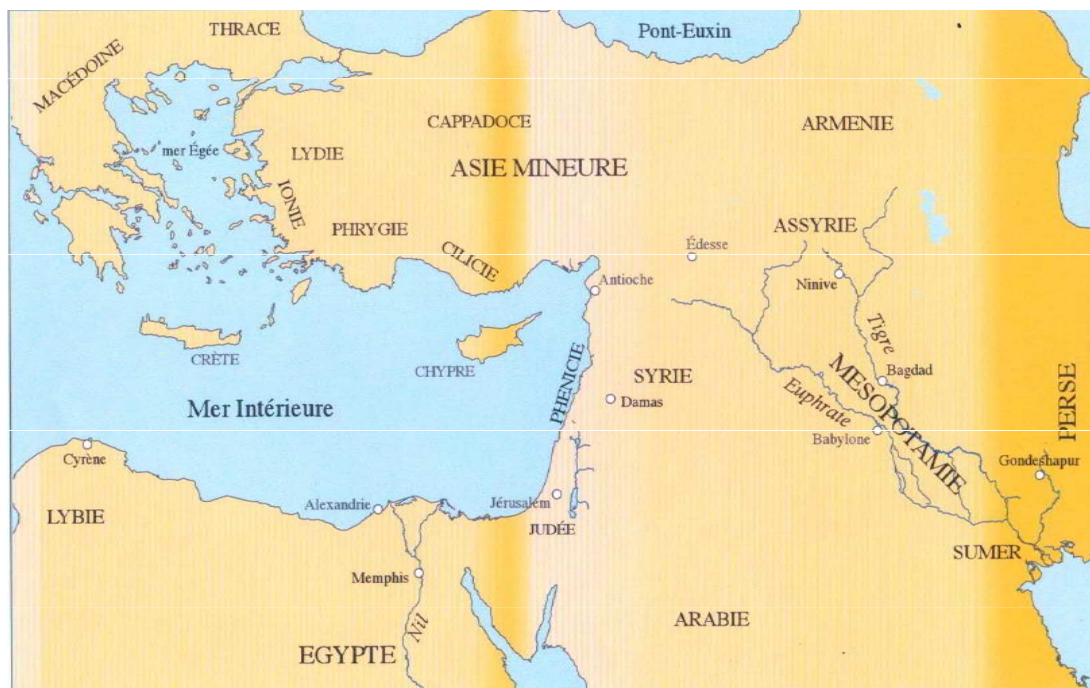 THRACE
Pont-Euxin
MACÉDOINE
CAPPADOCE
ARMENIE
mer Égée
LYDIE
ASIE MINEURE
IONIE
PHRYGIE
ASSYRIE
CILICIE
Édesse
Antioche
Ninive
Tigre
CRÈTE
CHYPRE
PHENICIE
SYRIE
Bagdad
Mer Intérieure
Damas
Euphrate
MESOPOTAMIE
PERSE
Babylone
Cyrène
Gondeshapur
Alexandrie
Jérusalem
LYBIE
JUDÉE
SUMER
Memphis
Nil
ARABIE
EGYPTE